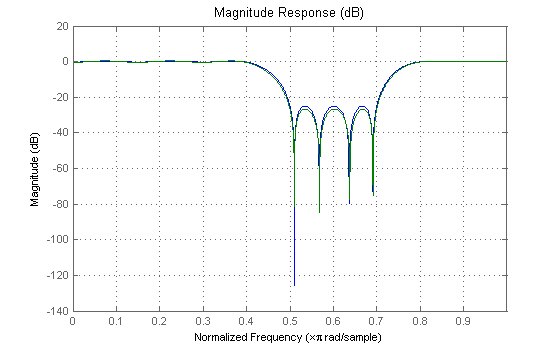 Magnitude Response (dB)
20
0
-20
-40
-60
-80
-100
-120
-140
Magnitude (dB)
0 0.1 0.2 0.3 0.4 0.5 0.6 0.7 0.8 0.9
Normalized Frequency (×π rad/sample)